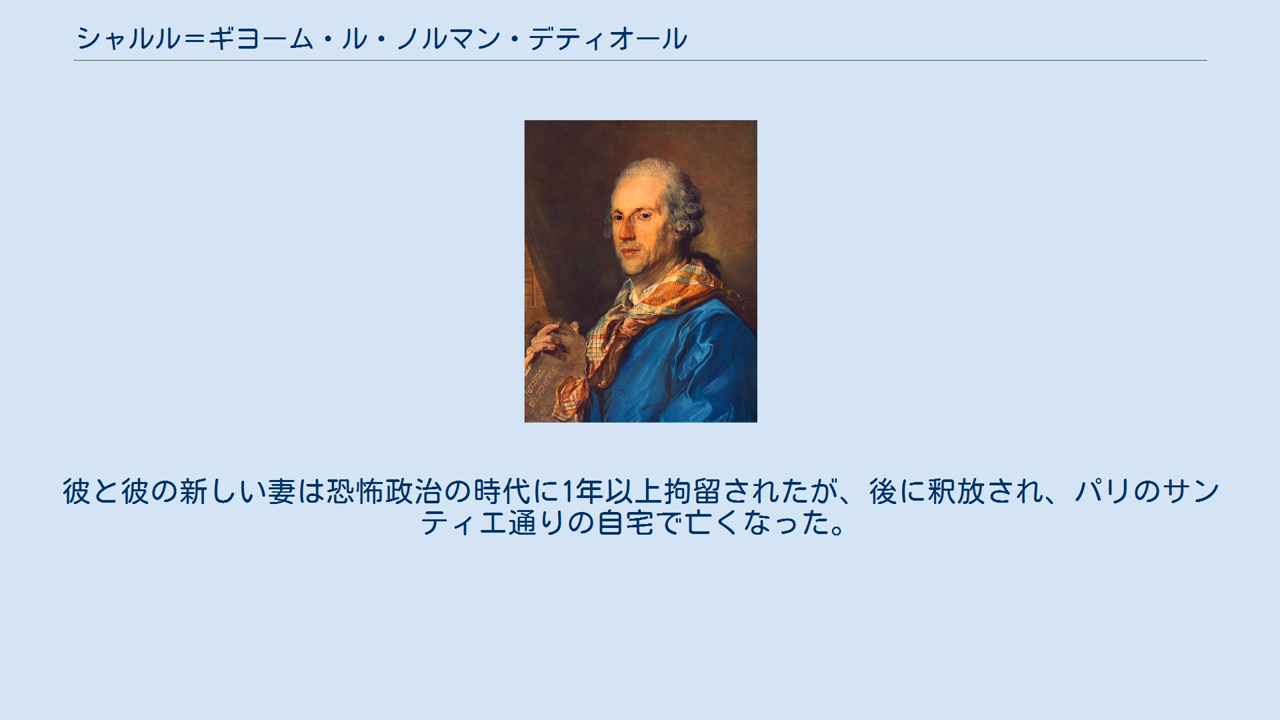 シャルル＝ギヨーム・ル・ノルマン・デティオール
彼と彼の新しい妻は恐怖政治の時代に1年以上拘留されたが、後に釈放され、パリのサン
ティエ通りの自宅で亡くなった。